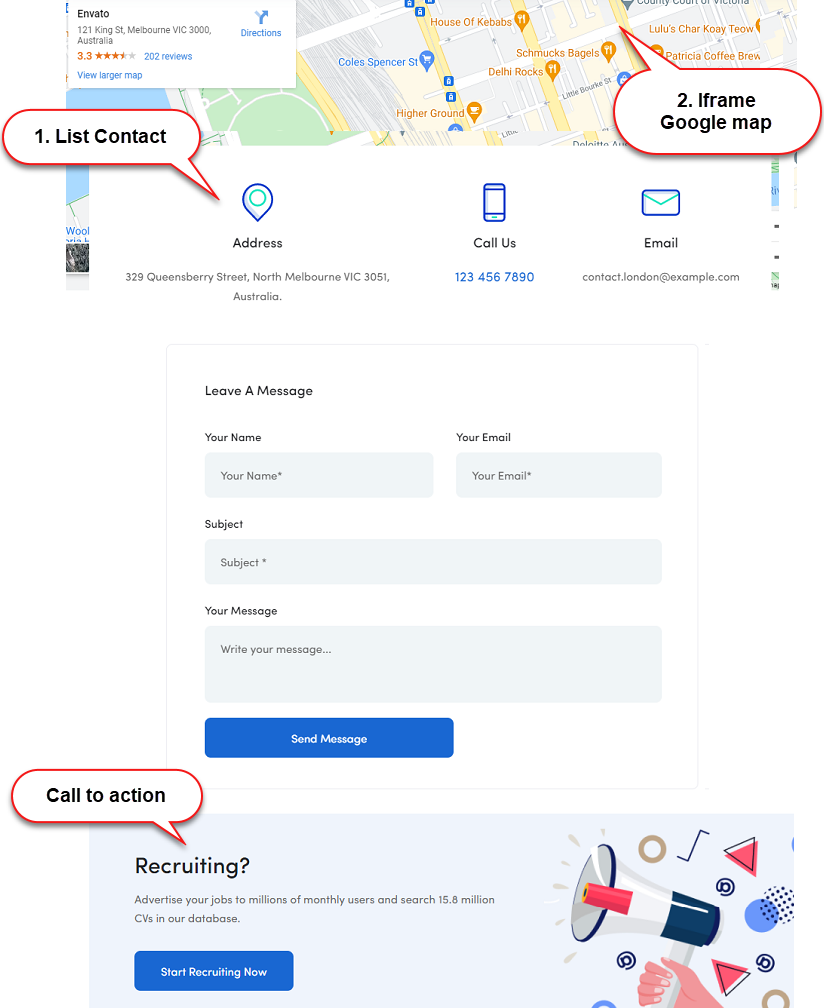 Envato
121 King St, Melbourne VIC 3000,
Australia
3.3
202 reviews
View larger map
Directions
County Court of Victoria
House Of Kebabs
Lulu's Char Koay Teow
Coles Spencer St
Schmucks Bagels
Patricia Coffee Brew
Delhi Rocks
Little Bourke St
Higher Ground
2. Iframe
Google map
1. List Contact
Address
Call Us
Email
329 Queensberry Street, North Melbourne VIC 3051,
Australia.
123 456 7890
contact.london@example.com
Leave A Message
Your Name
Your Email
Your Name*
Your Email*
Subject
Subject *
Your Message
Write your message...
Send Message
Call to action
Recruiting?
Advertise your jobs to millions of monthly users and search 15.8 million
CVs in our database.
Start Recruiting Now